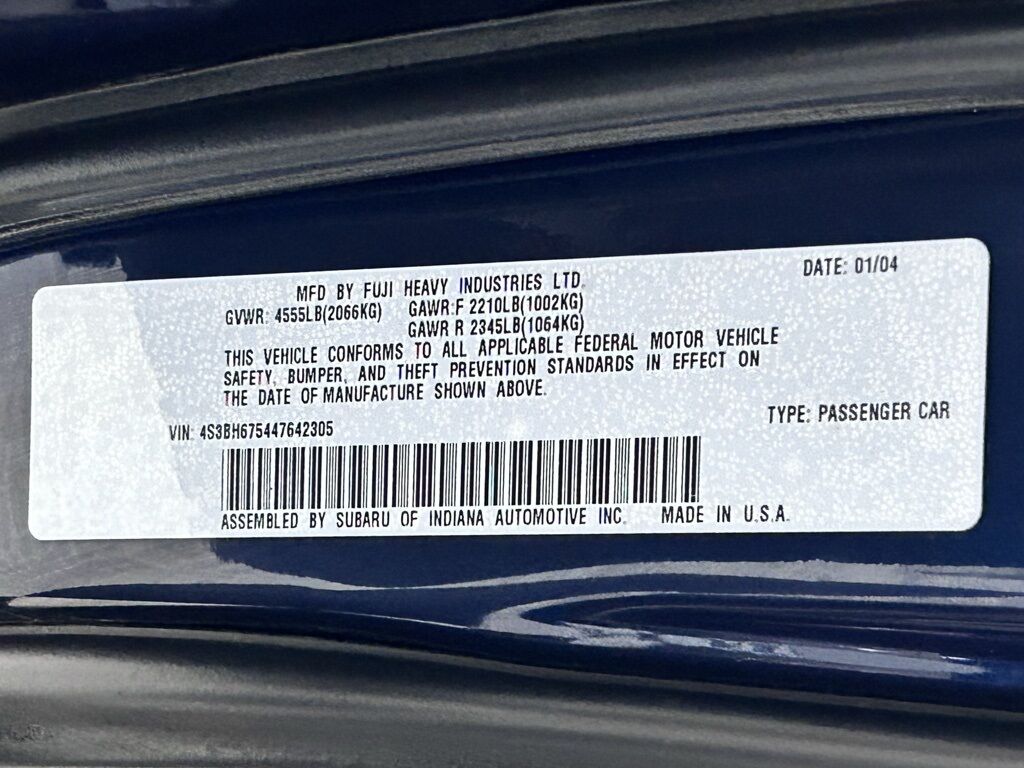 MFD BY FUJI HEAVY INDUSTRIES LTD. DATE: 01/04
GVWR: 4555LB(2066KG) GAWR:F 2210LB(1002KG)
GAWR R 2345LB(1064KG)
THIS VEHICLE CONFORMS TO ALL APPLICABLE FEDERAL MOTOR VEHICLE
SAFETY, BUMPER, AND THEFT PREVENTION STANDARDS IN EFFECT ON
THE DATE OF MANUFACTURE SHOWN ABOVE.
VIN: 4S3BH675447642305 TYPE: PASSENGER CAR
ASSEMBLED BY SUBARU OF INDIANA AUTOMOTIVE INC. MADE IN U.S.A.